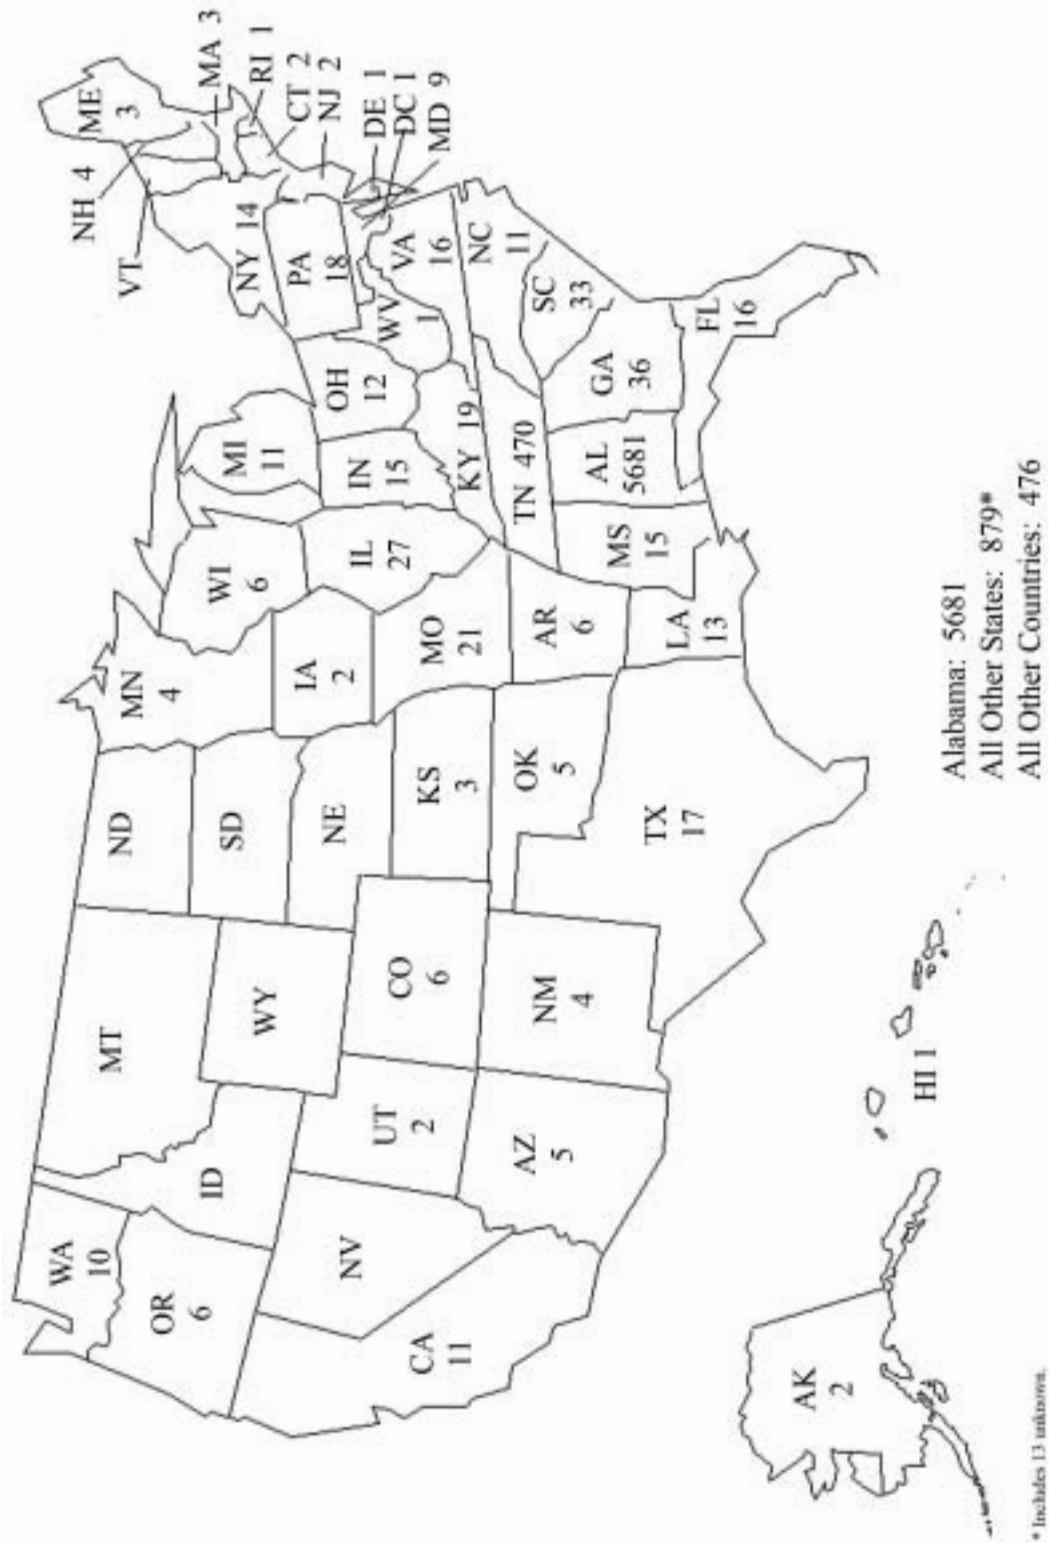 WA
10
OR
6
CA
11
NV
ID
MT
WY
UT
2
AZ
5
CO
6
NM
4
ND
SD
NE
KS
3
OK
5
TX
17
MN
4
IA
2
MO
21
AR
6
LA
13
WI
6
IL
27
MS
15
MI
11
IN
15
KY 19
TN 470
AL
5681
OH
12
GA
36
FL
16
SC
33
NC
11
WV
1
VA
16
PA
18
NY 14
VT
NH 4
ME
3
MA 3
RI 1
CT 2
NJ 2
DE 1
DC 1
MD 9
AK
2
HI 1
Alabama: 5681
All Other States: 879*
All Other Countries: 476
* Includes 13 unknown.